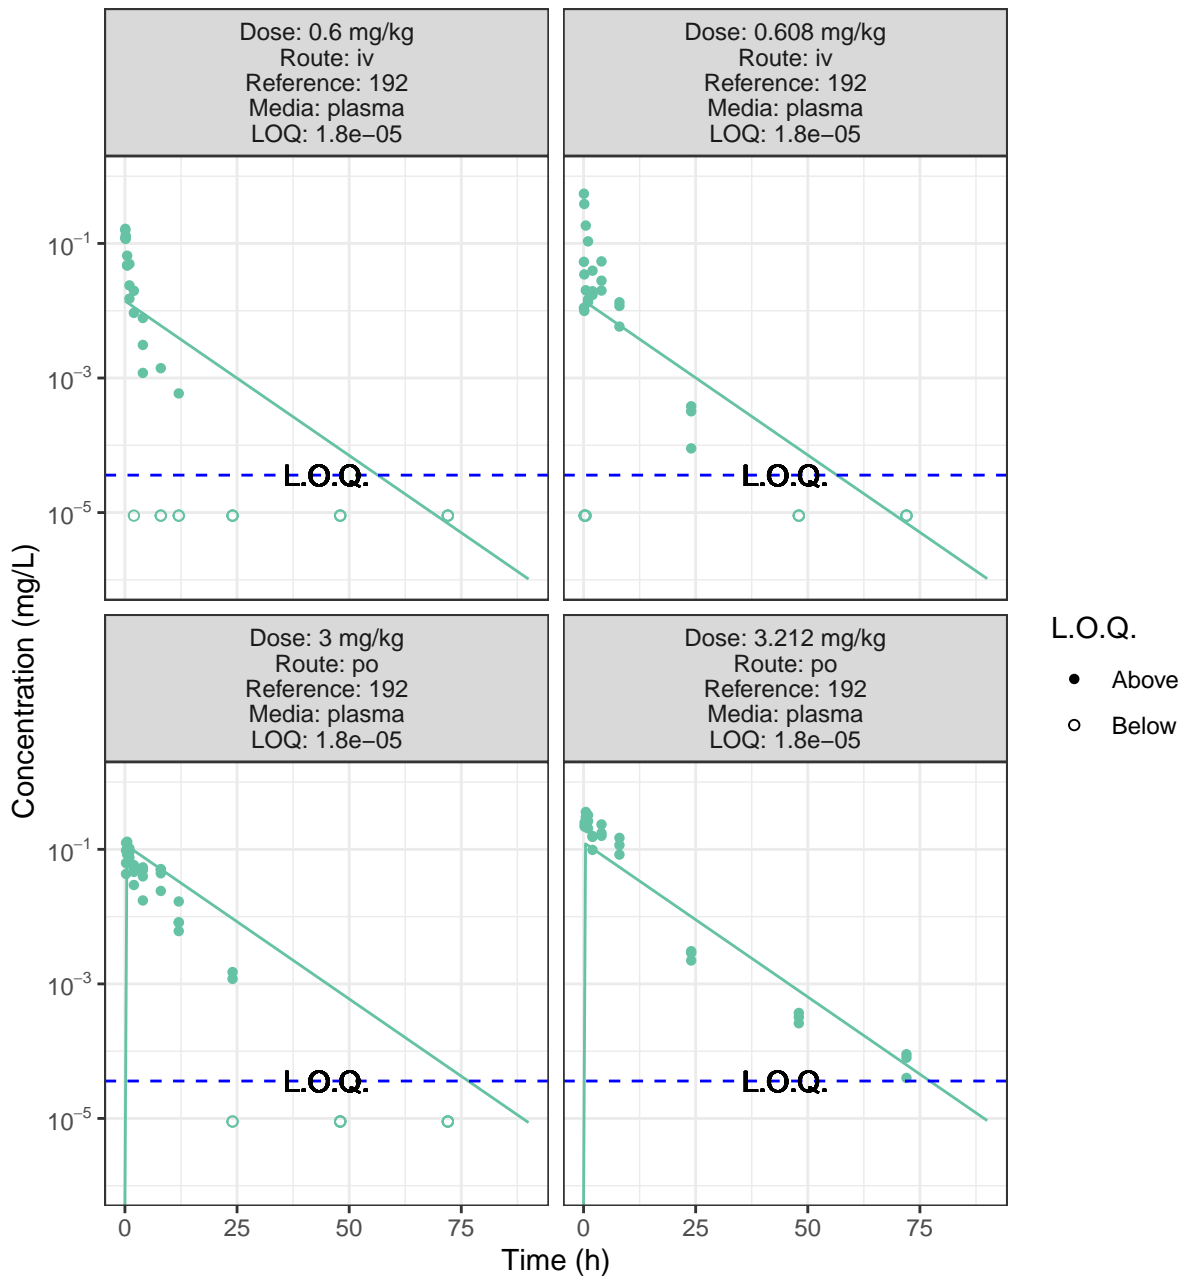 Dose: 0.6 mg/kg
Route: iv
Reference: 192
Media: plasma
LOQ: 1.8e−05
Dose: 0.608 mg/kg
Route: iv
Reference: 192
Media: plasma
LOQ: 1.8e−05
10⁻¹
10⁻³
10⁻⁵
L.O.Q.
L.O.Q.
Dose: 3 mg/kg
Route: po
Reference: 192
Media: plasma
LOQ: 1.8e−05
Dose: 3.212 mg/kg
Route: po
Reference: 192
Media: plasma
LOQ: 1.8e−05
10⁻¹
10⁻³
10⁻⁵
L.O.Q.
L.O.Q.
0 25 50 75
0 25 50 75
Time (h)
Concentration (mg/L)
L.O.Q.
Above
Below